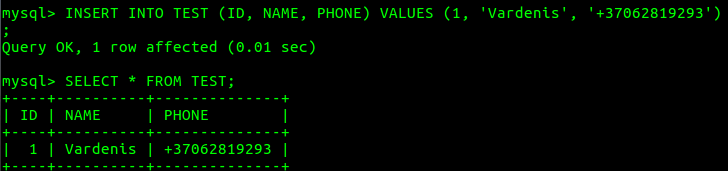 mysql> INSERT INTO TEST (ID, NAME, PHONE) VALUES (1, 'Vardenis', '+37062819293')
;
Query OK, 1 row affected (0.01 sec)
mysql> SELECT * FROM TEST;
+----+----------+--------------+
| ID | NAME     | PHONE        |
+----+----------+--------------+
|  1 | Vardenis | +37062819293 |
+----+----------+--------------+